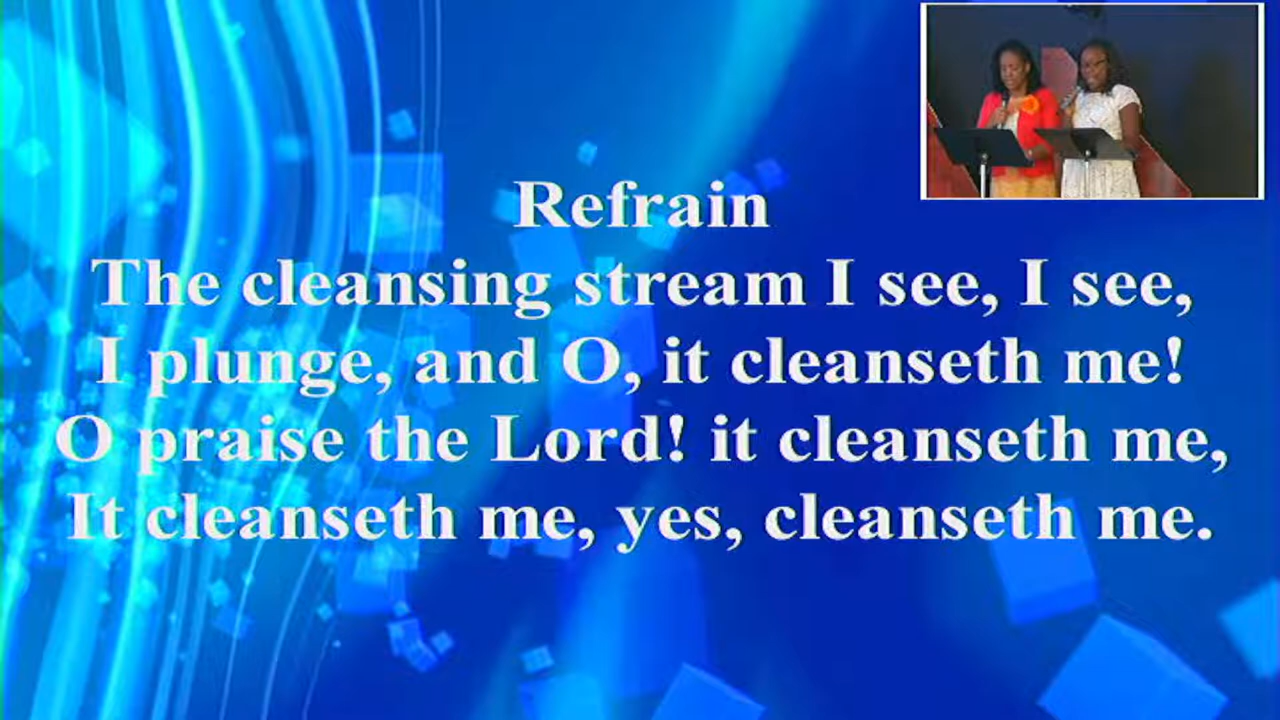 Refrain
The cleansing stream I see, I see,
I plunge, and O, it cleanseth me!
O praise the Lord! it cleanseth me,
It cleanseth me, yes, cleanseth me.